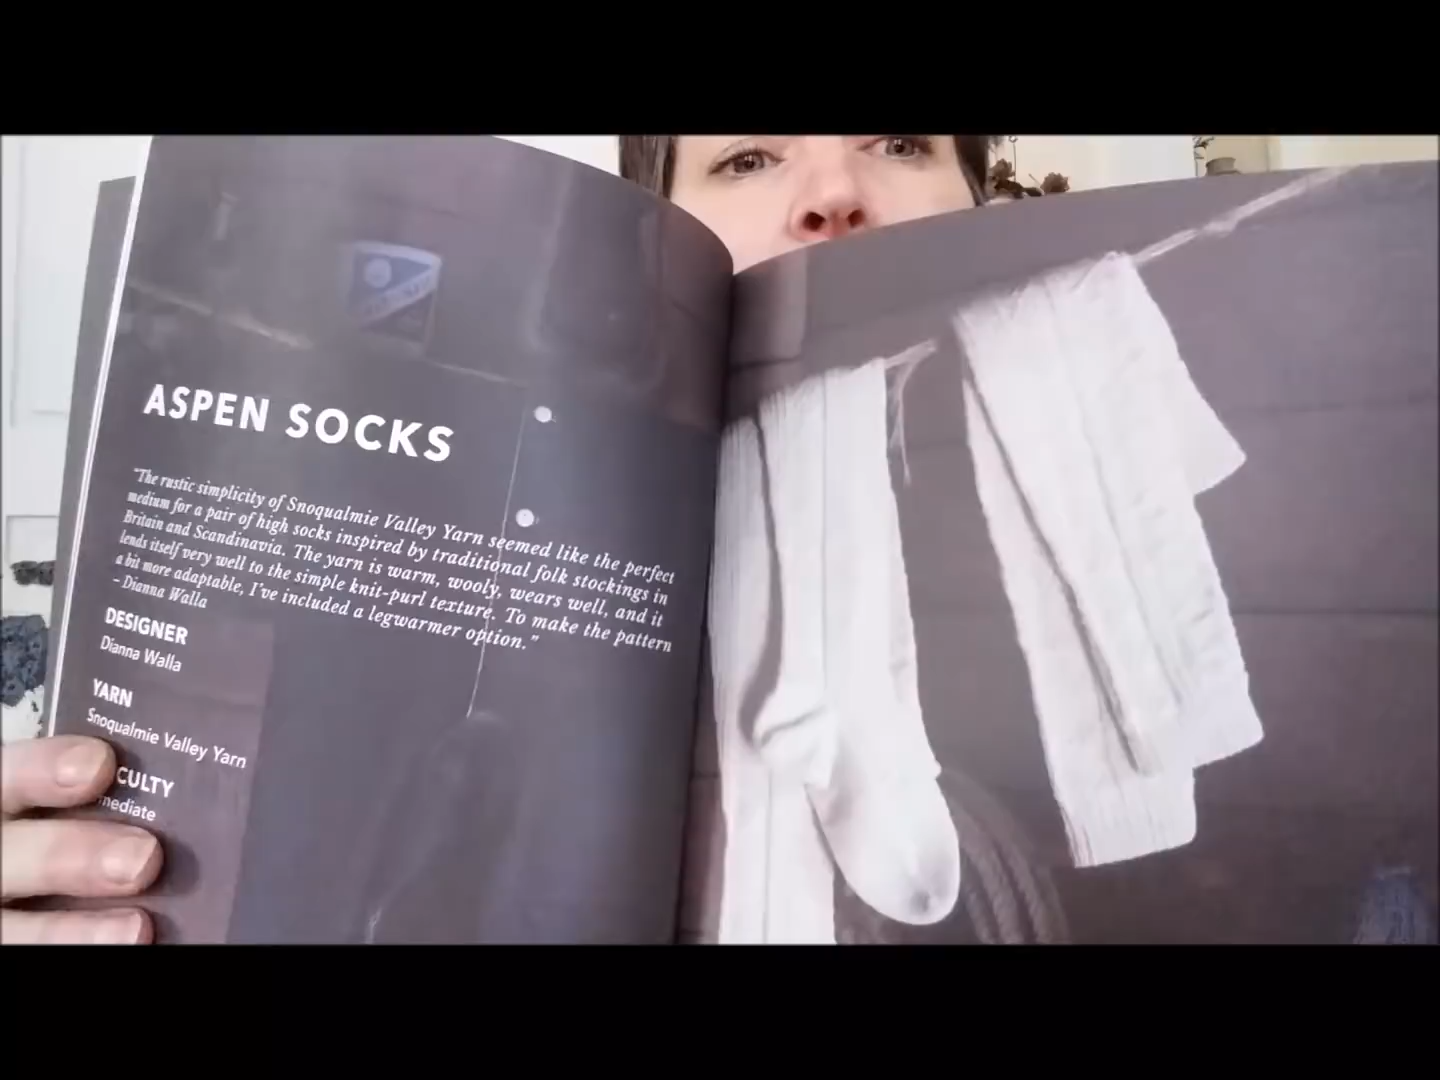 ASPEN SOCKS
"The rustic simplicity of Snoqualmie Valley Yarn seemed like the perfect
medium for a pair of high socks inspired by traditional folk stockings in
Britain and Scandinavia. The yarn is warm, wooly, wears well, and it
lends itself very well to the simple knit-purl texture. To make the pattern
a bit more adaptable, I've included a legwarmer option."
– Dianna Walla
DESIGNER
Dianna Walla
YARN
Snoqualmie Valley Yarn
CULTY
mediate